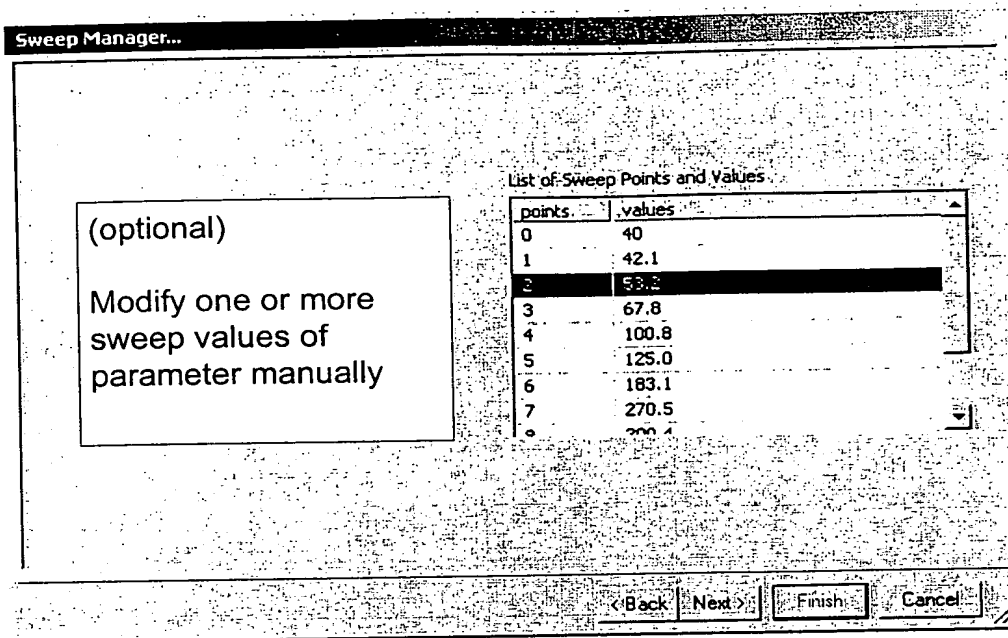 Sweep Manager...
(optional)
Modify one or more
sweep values of
parameter manually
List of Sweep Points and Values
points values
0 40
1 42.1
2 53.2
3 67.8
4 100.8
5 125.0
6 183.1
7 270.5
< Back Next > Finish Cancel